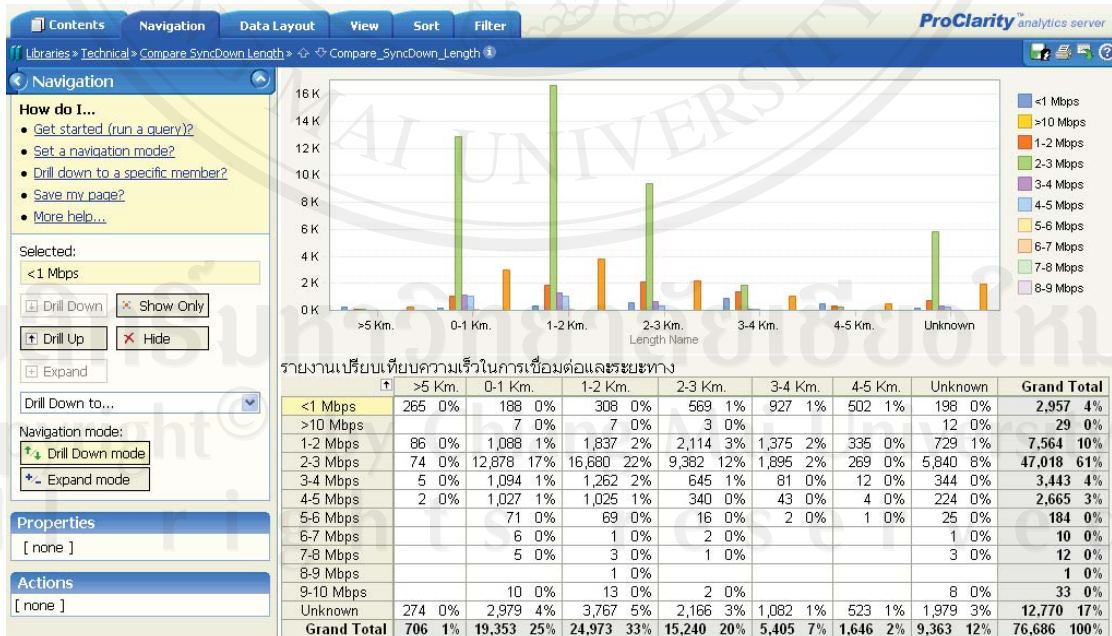 Contents Navigation Data Layout View Sort Filter
ProClarity™ analytics server
Libraries » Technical » Compare SyncDown Length » Compare_SyncDown_Length
Navigation
How do I...
• Get started (run a query)?
• Set a navigation mode?
• Drill down to a specific member?
• Save my page?
• More help...
Selected:
<1 Mbps
Drill Down Show Only
Drill Up Hide
Expand
Drill Down to...
Navigation mode:
Drill Down mode
Expand mode
Properties
[ none ]
Actions
[ none ]
16 K
14 K
12 K
10 K
8 K
6 K
4 K
2 K
0 K
>5 Km. 0-1 Km. 1-2 Km. 2-3 Km. 3-4 Km. 4-5 Km. Unknown
Length Name
<1 Mbps
>10 Mbps
1-2 Mbps
2-3 Mbps
3-4 Mbps
4-5 Mbps
5-6 Mbps
6-7 Mbps
7-8 Mbps
8-9 Mbps
รายงานเปรียบเทียบความเร็วในการเชื่อมต่อและระยะทาง
>5 Km. 0-1 Km. 1-2 Km. 2-3 Km. 3-4 Km. 4-5 Km. Unknown Grand Total
<1 Mbps 265 0% 188 0% 308 0% 569 1% 927 1% 502 1% 198 0% 2,957 4%
>10 Mbps 7 0% 7 0% 3 0% 12 0% 29 0%
1-2 Mbps 86 0% 1,088 1% 1,837 2% 2,114 3% 1,375 2% 335 0% 729 1% 7,564 10%
2-3 Mbps 74 0% 12,878 17% 16,680 22% 9,382 12% 1,895 2% 269 0% 5,840 8% 47,018 61%
3-4 Mbps 5 0% 1,094 1% 1,262 2% 645 1% 81 0% 12 0% 344 0% 3,443 4%
4-5 Mbps 2 0% 1,027 1% 1,025 1% 340 0% 43 0% 4 0% 224 0% 2,665 3%
5-6 Mbps 71 0% 69 0% 16 0% 2 0% 1 0% 25 0% 184 0%
6-7 Mbps 6 0% 1 0% 2 0% 1 0% 10 0%
7-8 Mbps 5 0% 3 0% 1 0% 3 0% 12 0%
8-9 Mbps 1 0% 1 0%
9-10 Mbps 10 0% 13 0% 2 0% 8 0% 33 0%
Unknown 274 0% 2,979 4% 3,767 5% 2,166 3% 1,082 1% 523 1% 1,979 3% 12,770 17%
Grand Total 706 1% 19,353 25% 24,973 33% 15,240 20% 5,405 7% 1,646 2% 9,363 12% 76,686 100%